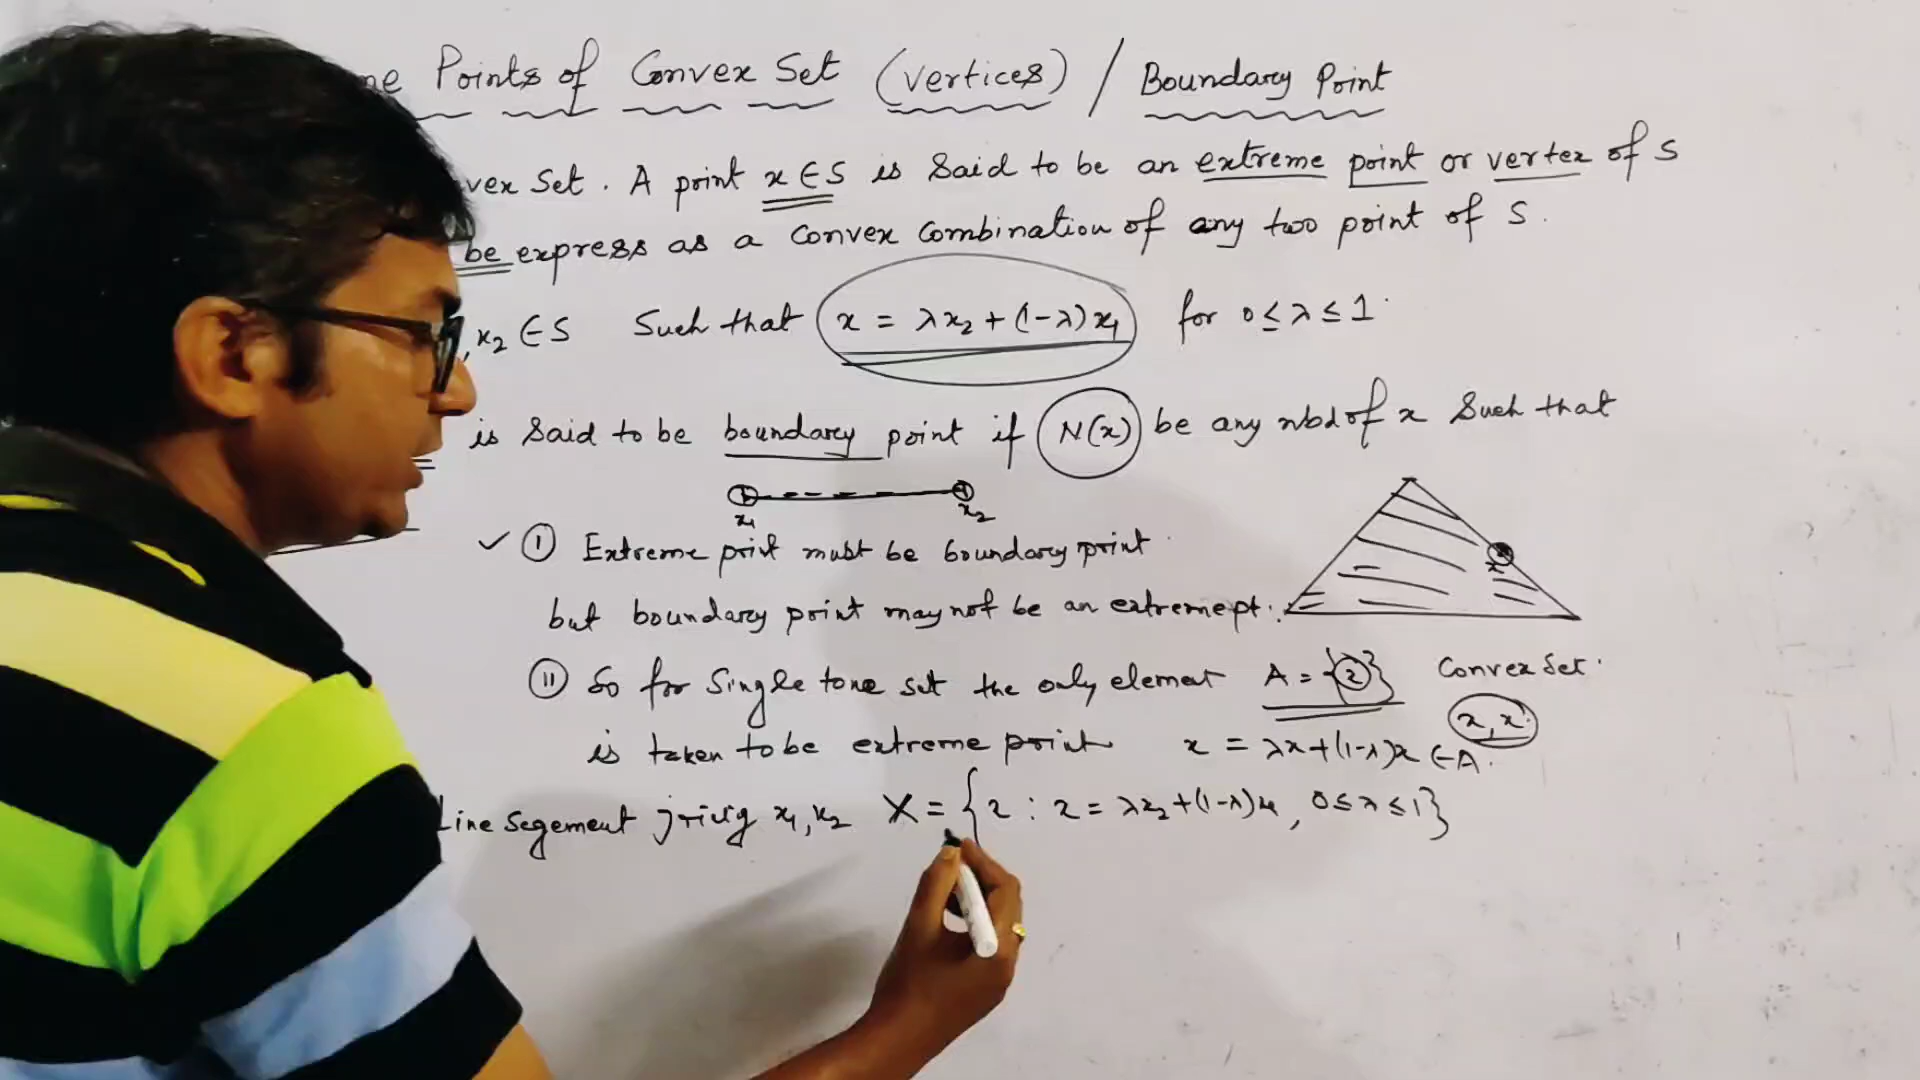 me Points of Convex Set (vertices) / Boundary Point
vex Set. A point x ∈ S is said to be an extreme point or vertex of S
be express as a convex combination of any two point of S.
, x₂ ∈ S Such that x = λx₂ + (1-λ)x₁ for 0 ≤ λ ≤ 1.
is said to be boundary point if N(x) be any nbd of x Such that
x₁ x₂
✓ (I) Extreme point must be boundary point
x
but boundary point may not be an extreme pt.
(II) So for Single tone set the only element A = {2} Convex Set.
x, x
is taken to be extreme point x = λx + (1-λ)x ∈ A.
Line segement joinig x₁, x₂ X = { x : x = λx₂ + (1-λ)x₁, 0 ≤ λ ≤ 1 }